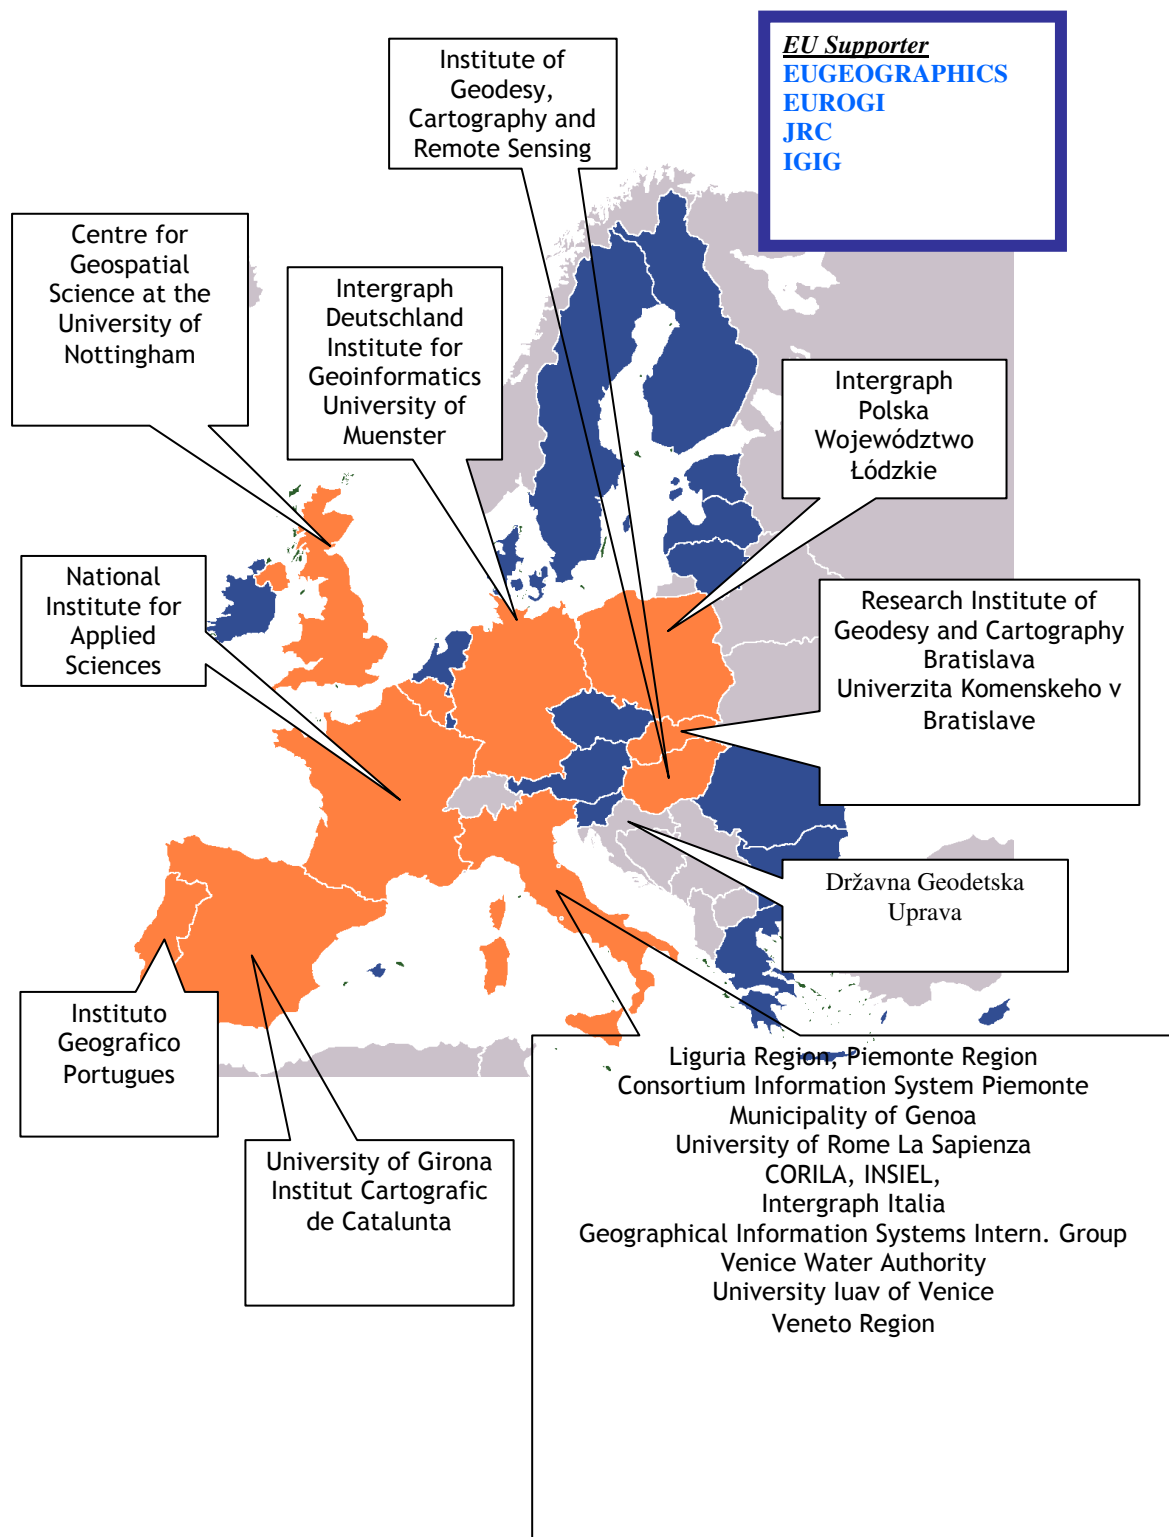 Institute of
Geodesy,
Cartography and
Remote Sensing
EU Supporter
EUGEOGRAPHICS
EUROGI
JRC
IGIG
Centre for
Geospatial
Science at the
University of
Nottingham
Intergraph
Deutschland
Institute for
Geoinformatics
University of
Muenster
Intergraph
Polska
Województwo
Łódzkie
National
Institute for
Applied
Sciences
Research Institute of
Geodesy and Cartography
Bratislava
Univerzita Komenskeho v
Bratislave
Državna Geodetska
Uprava
Instituto
Geografico
Portugues
University of Girona
Institut Cartografic
de Catalunta
Liguria Region, Piemonte Region
Consortium Information System Piemonte
Municipality of Genoa
University of Rome La Sapienza
CORILA, INSIEL,
Intergraph Italia
Geographical Information Systems Intern. Group
Venice Water Authority
University Iuav of Venice
Veneto Region